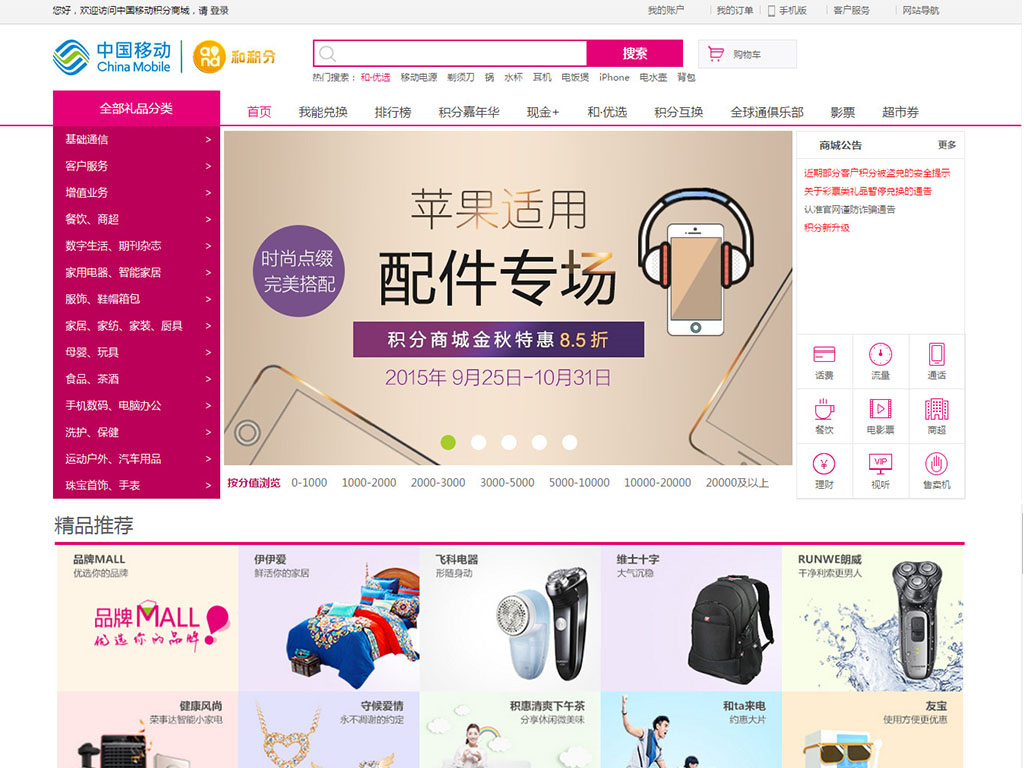 您好，欢迎访问中国移动积分商城，请 登录
我的账户 我的订单 手机版 客户服务 网站导航
中国移动
China Mobile
and
和积分
搜索
购物车
热门搜索： 和·优选 移动电源 剃须刀 锅 水杯 耳机 电饭煲 iPhone 电水壶 背包
全部礼品分类
首页 我能兑换 排行榜 积分嘉年华 现金+ 和·优选 积分互换 全球通俱乐部 影票 超市券
基础通信 >
客户服务 >
增值业务 >
餐饮、商超 >
数字生活、期刊杂志 >
家用电器、智能家居 >
服饰、鞋帽箱包 >
家居、家纺、家装、厨具 >
母婴、玩具 >
食品、茶酒 >
手机数码、电脑办公 >
洗护、保健 >
运动户外、汽车用品 >
珠宝首饰、手表 >
苹果适用
配件专场
时尚点缀
完美搭配
积分商城金秋特惠 8.5 折
2015年 9月25日-10月31日
商城公告 更多
近期部分客户积分被盗兑的安全提示
关于彩票类礼品暂停兑换的通告
认准官网谨防诈骗通告
积分新升级
话费 流量 通话
餐饮 电影票 商超
VIP
理财 视听 售卖机
按分值浏览 0-1000 1000-2000 2000-3000 3000-5000 5000-10000 10000-20000 20000及以上
精品推荐
品牌MALL
优选你的品牌
品牌MALL
优选你的品牌
伊伊爱
鲜活你的家居
飞科电器
形随身动
维士十字
大气沉稳
RUNWE朗威
干净利索更男人
健康风尚
荣事达智能小家电
守候爱情
永不凋谢的约定
积惠清爽下午茶
分享休闲微美味
和ta来电
约惠大片
友宝
使用方便更优惠